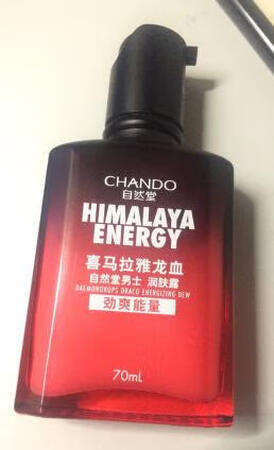 CHANDO
自然堂
HIMALAYA
ENERGY
喜马拉雅龙血
自然堂男士 润肤露
DAEMONOROPS DRACO ENERGIZING DEW
劲爽能量
70mL